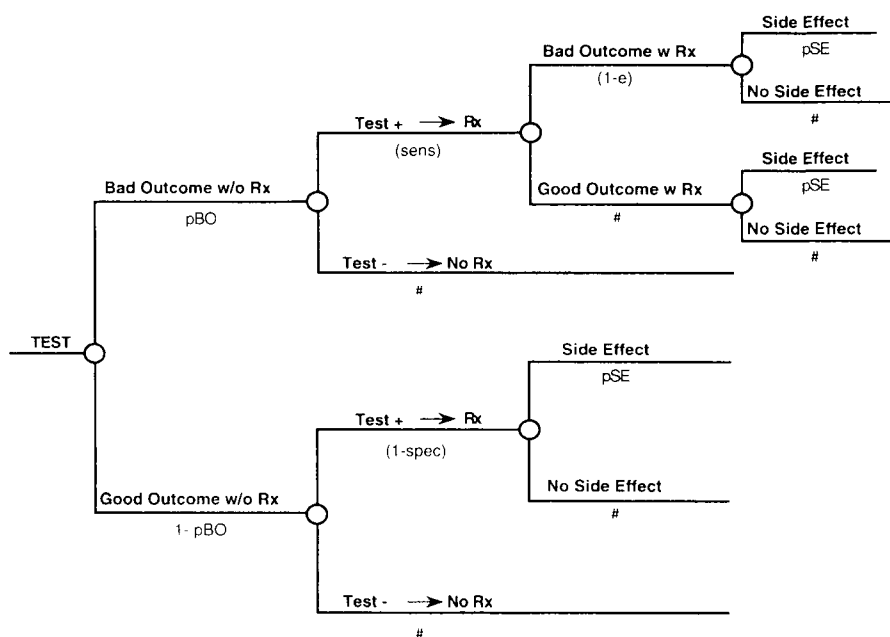 Side Effect
pSE
Bad Outcome w Rx
(1-e)
No Side Effect
#
Test + → Rx
(sens)
Side Effect
pSE
Bad Outcome w/o Rx
pBO
Good Outcome w Rx
#
No Side Effect
#
Test - → No Rx
#
TEST
Side Effect
pSE
Test + → Rx
(1-spec)
Good Outcome w/o Rx
1- pBO
No Side Effect
#
Test - → No Rx
#